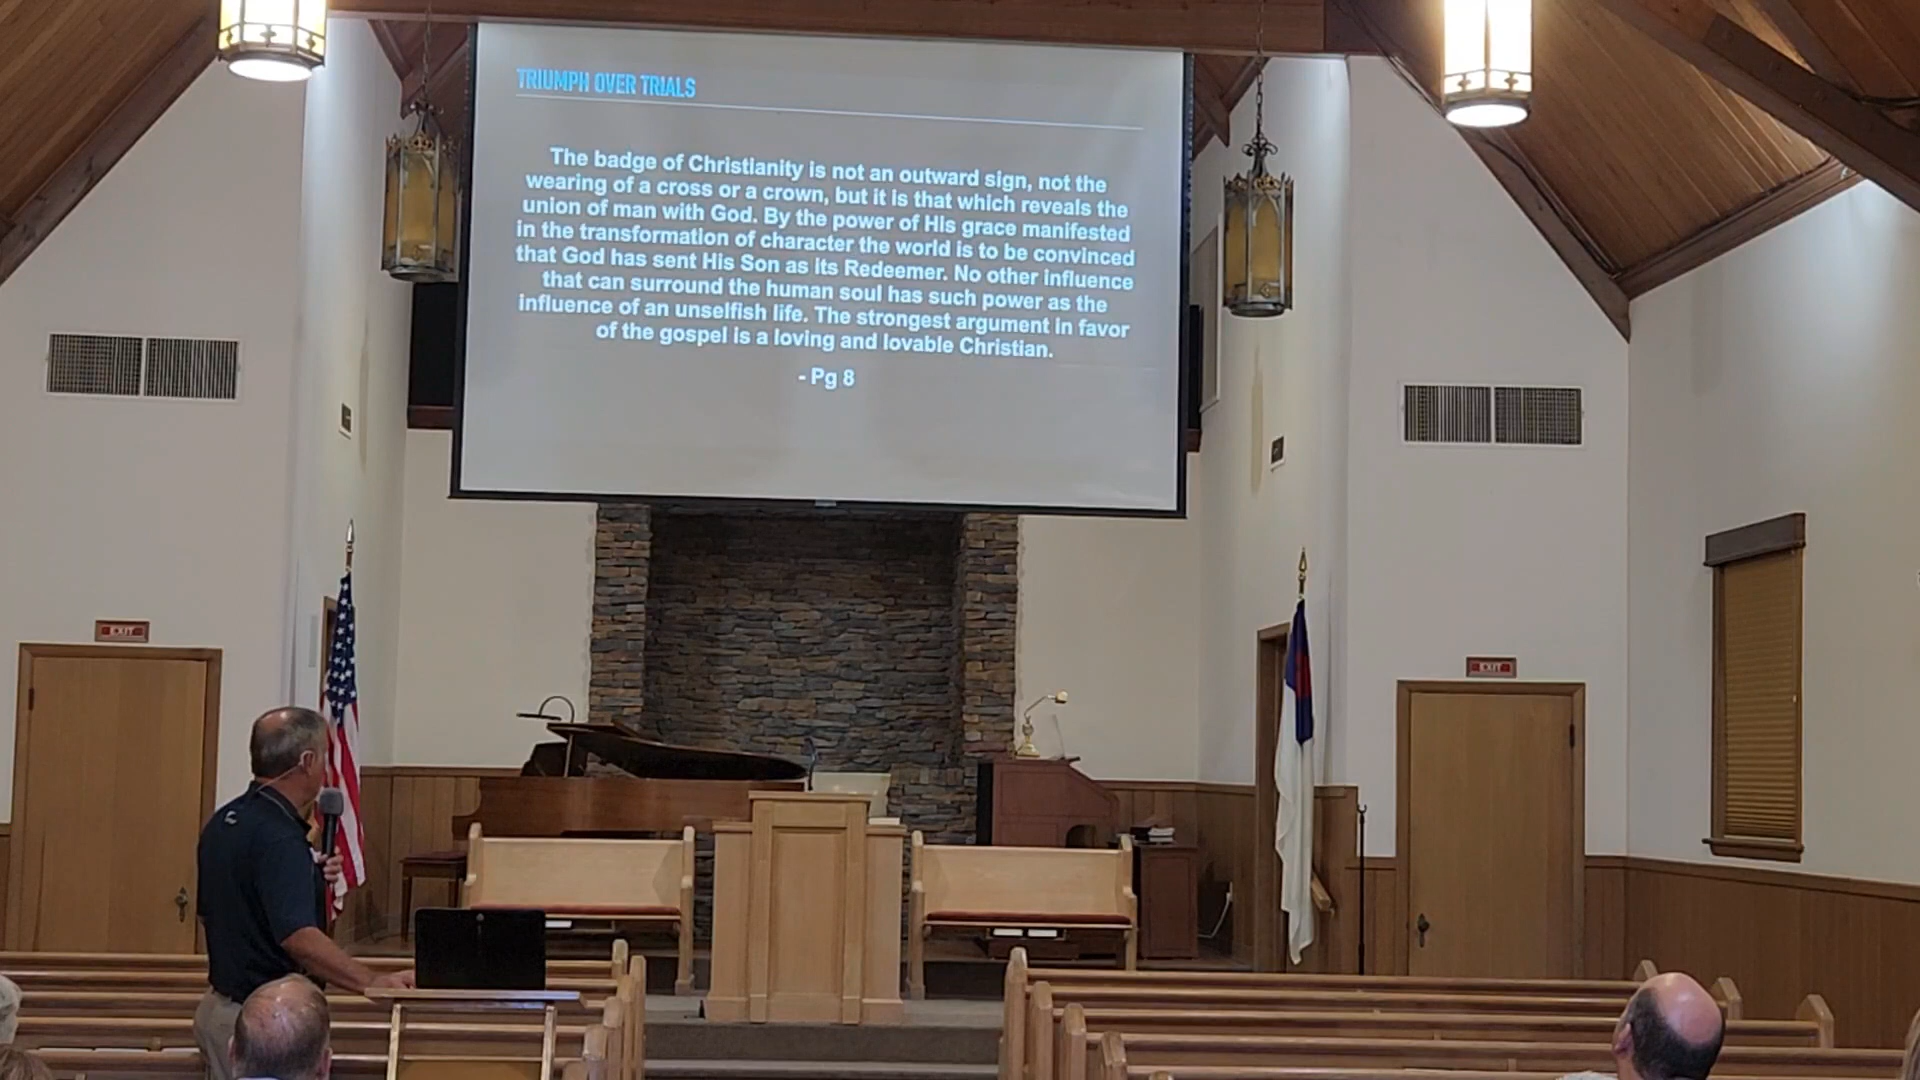 TRIUMPH OVER TRIALS
The badge of Christianity is not an outward sign, not the
wearing of a cross or a crown, but it is that which reveals the
union of man with God. By the power of His grace manifested
in the transformation of character the world is to be convinced
that God has sent His Son as its Redeemer. No other influence
that can surround the human soul has such power as the
influence of an unselfish life. The strongest argument in favor
of the gospel is a loving and lovable Christian.
- Pg 8
EXIT
EXIT